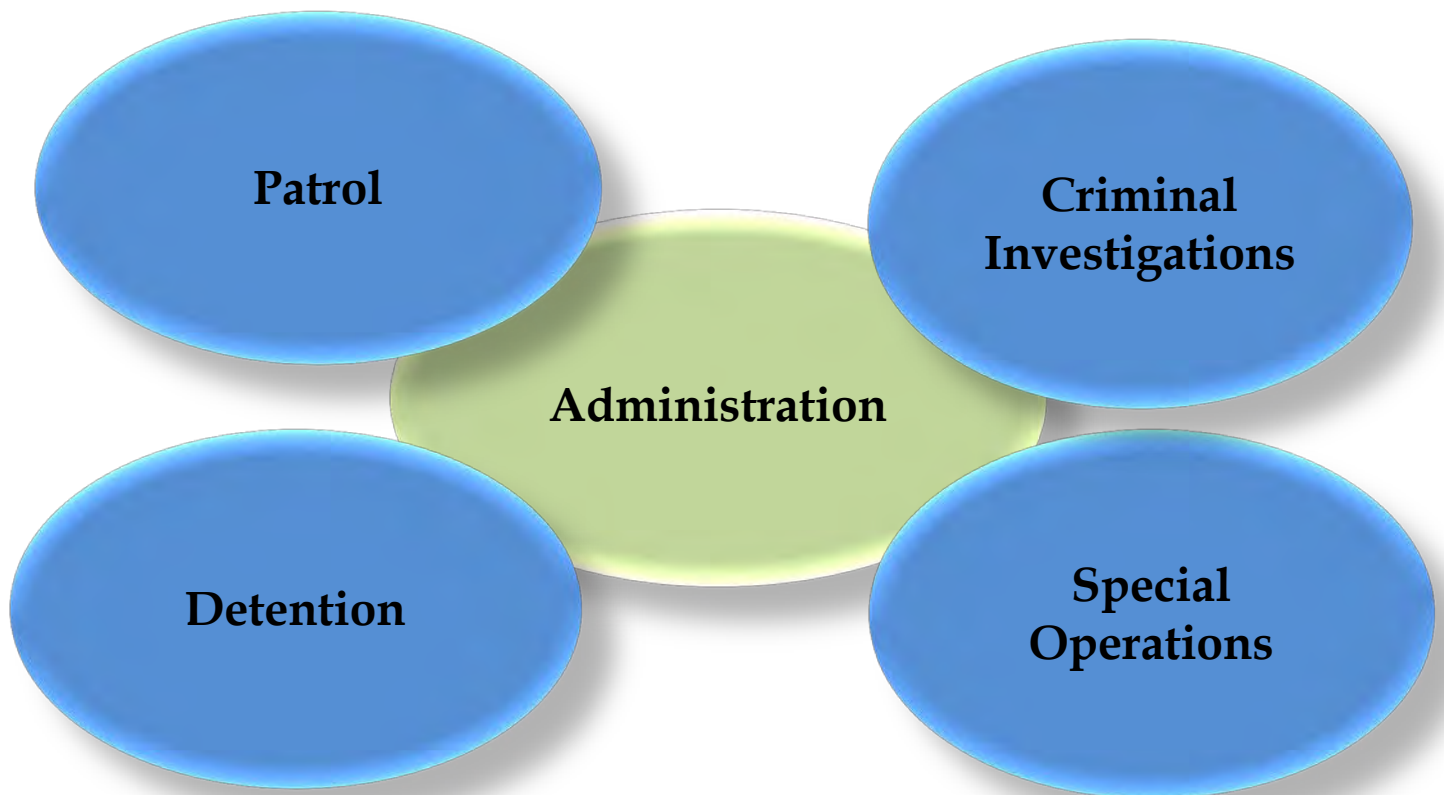 Patrol
Criminal
Investigations
Administration
Detention
Special
Operations